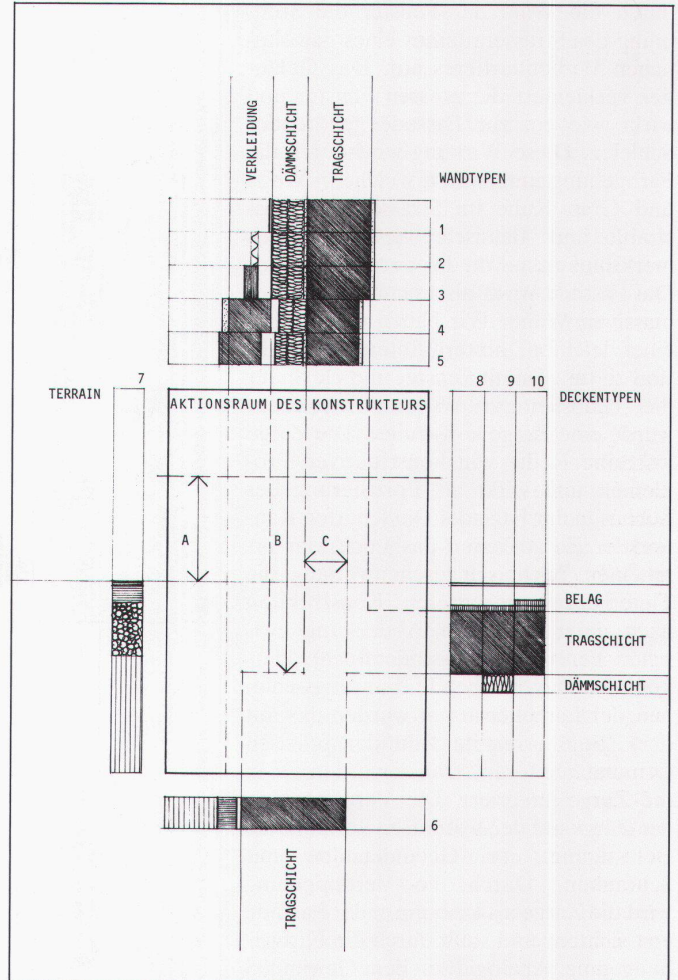 VERKLEIDUNG
DÄMMSCHICHT
TRAGSCHICHT
WANDTYPEN
1
2
3
4
5
TERRAIN
7
8
9
10
DECKENTYPEN
AKTIONSRAUM DES KONSTRUKTEURS
A
B
C
BELAG
TRAGSCHICHT
DÄMMSCHICHT
6
TRAGSCHICHT